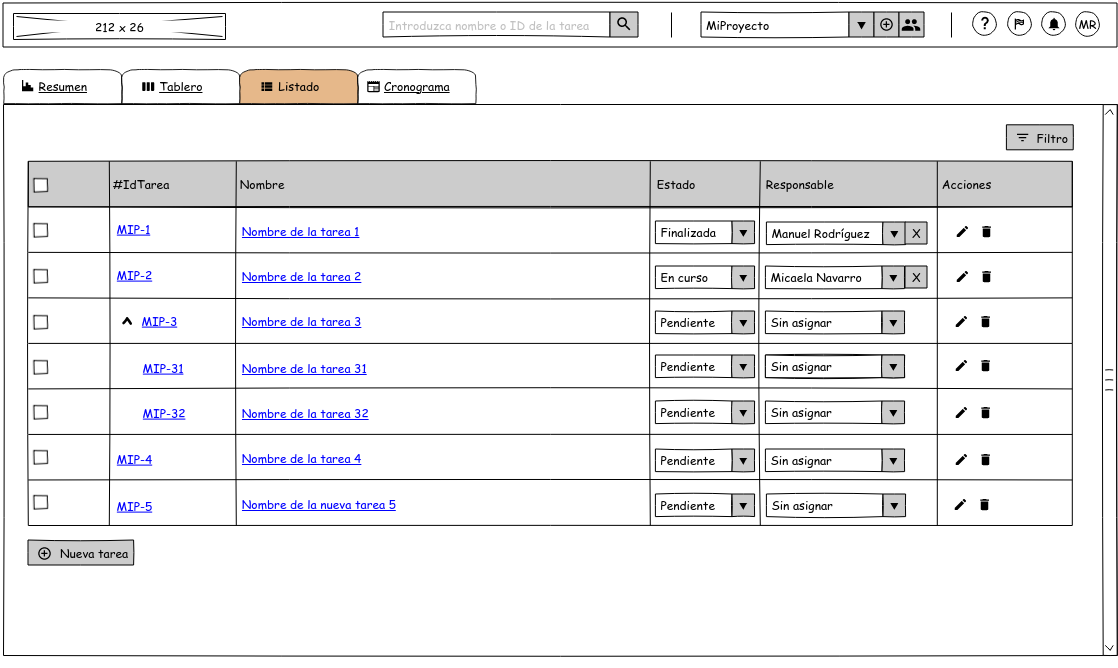 212 x 26
Introduzca nombre o ID de la tarea
MiProyecto
?
MR
Resumen
Tablero
Listado
Cronograma
Filtro
#IdTarea Nombre Estado Responsable Acciones
MIP-1 Nombre de la tarea 1 Finalizada Manuel Rodríguez X
MIP-2 Nombre de la tarea 2 En curso Micaela Navarro X
MIP-3 Nombre de la tarea 3 Pendiente Sin asignar
MIP-31 Nombre de la tarea 31 Pendiente Sin asignar
MIP-32 Nombre de la tarea 32 Pendiente Sin asignar
MIP-4 Nombre de la tarea 4 Pendiente Sin asignar
MIP-5 Nombre de la nueva tarea 5 Pendiente Sin asignar
Nueva tarea